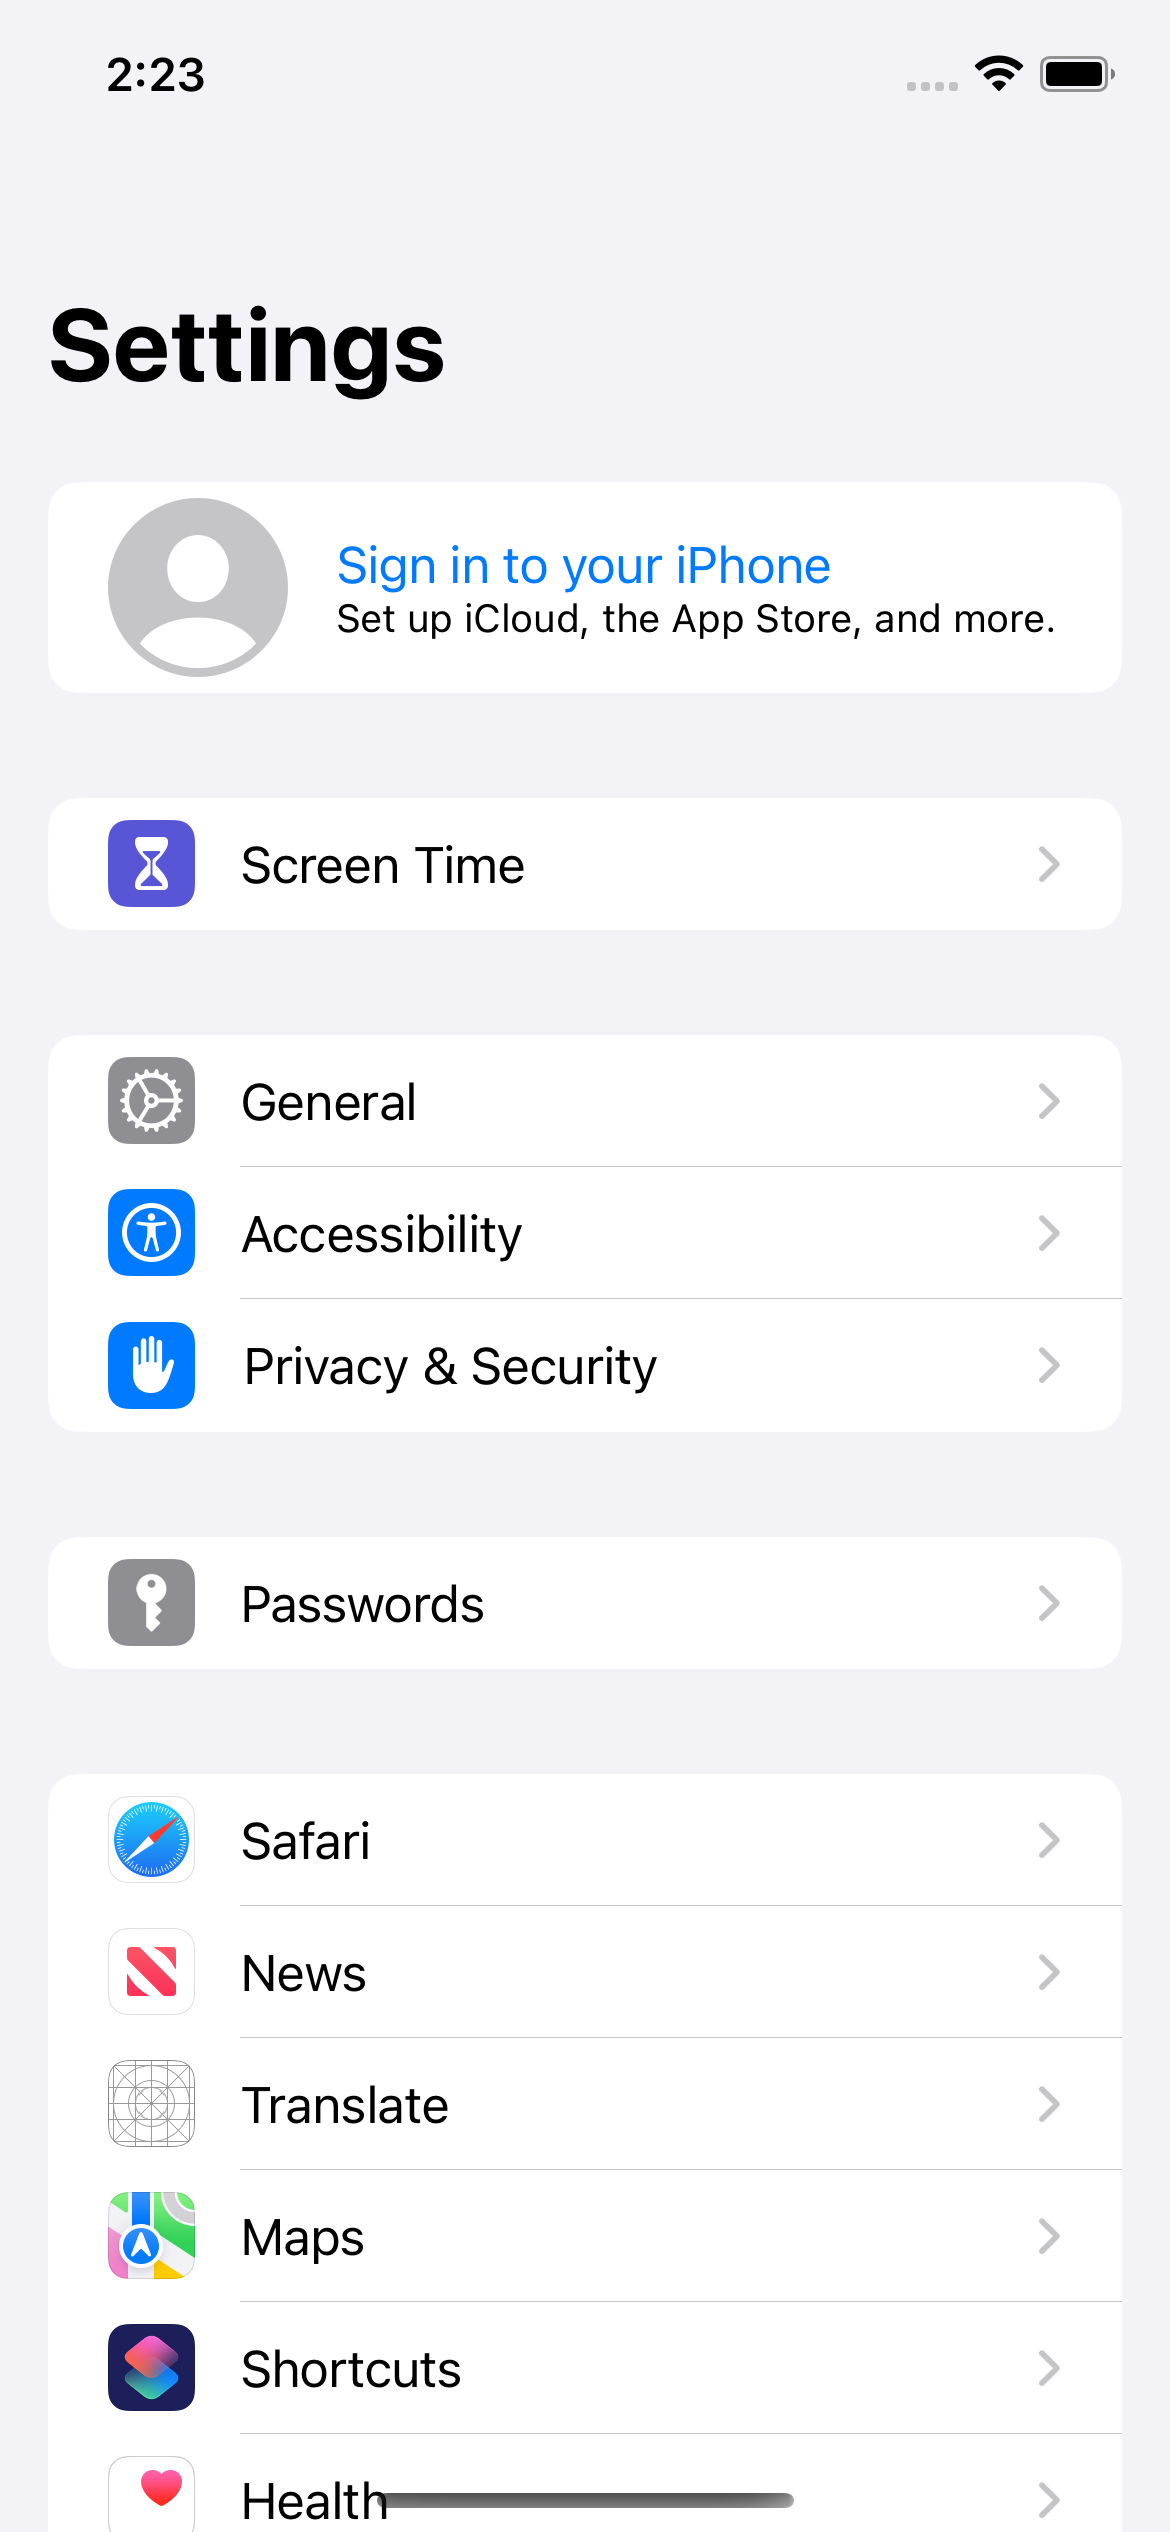 2:23
Settings
Sign in to your iPhone
Set up iCloud, the App Store, and more.
Screen Time
General
Accessibility
Privacy & Security
Passwords
Safari
News
Translate
Maps
Shortcuts
Health